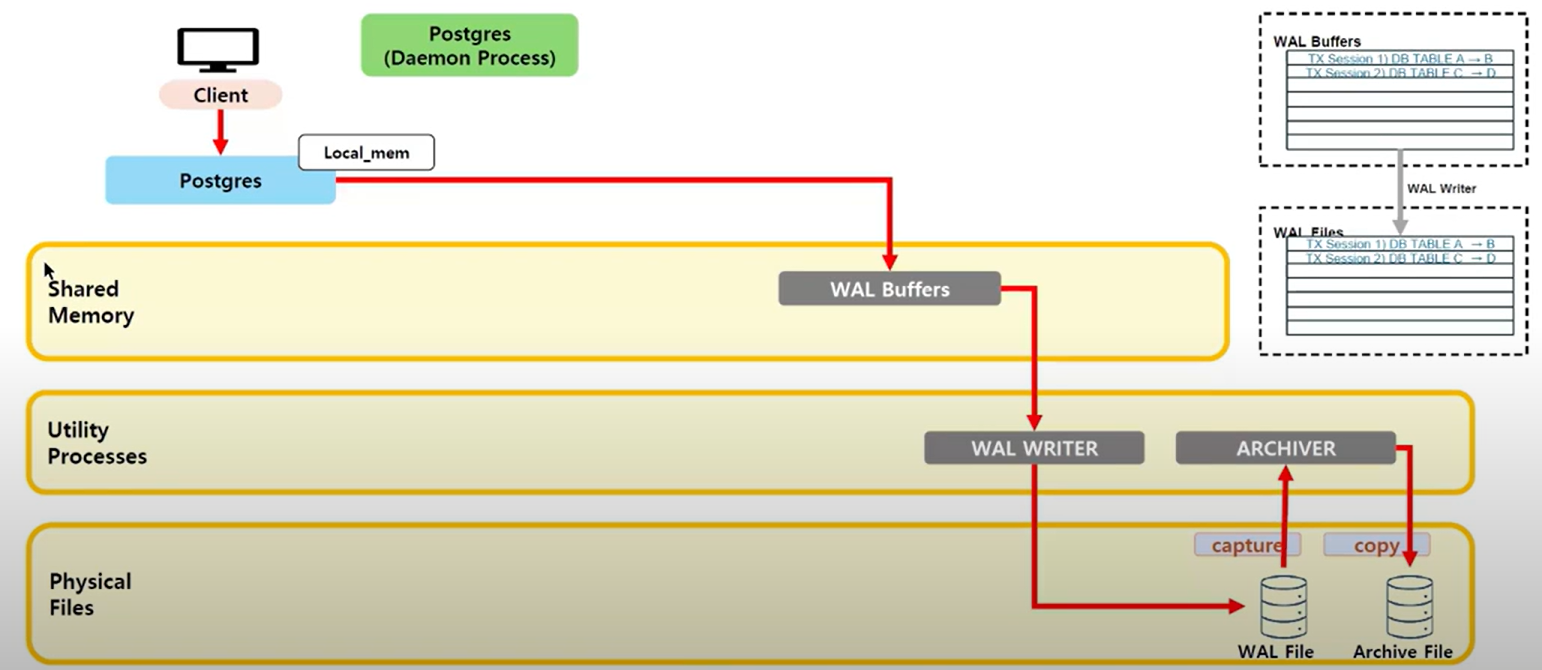 Postgres
(Daemon Process)
Client
Local_mem
Postgres
WAL Buffers
TX Session 1) DB TABLE A → B
TX Session 2) DB TABLE C → D
WAL Writer
WAL Files
TX Session 1) DB TABLE A → B
TX Session 2) DB TABLE C → D
Shared
Memory
WAL Buffers
Utility
Processes
WAL WRITER
ARCHIVER
Physical
Files
capture
copy
WAL File
Archive File